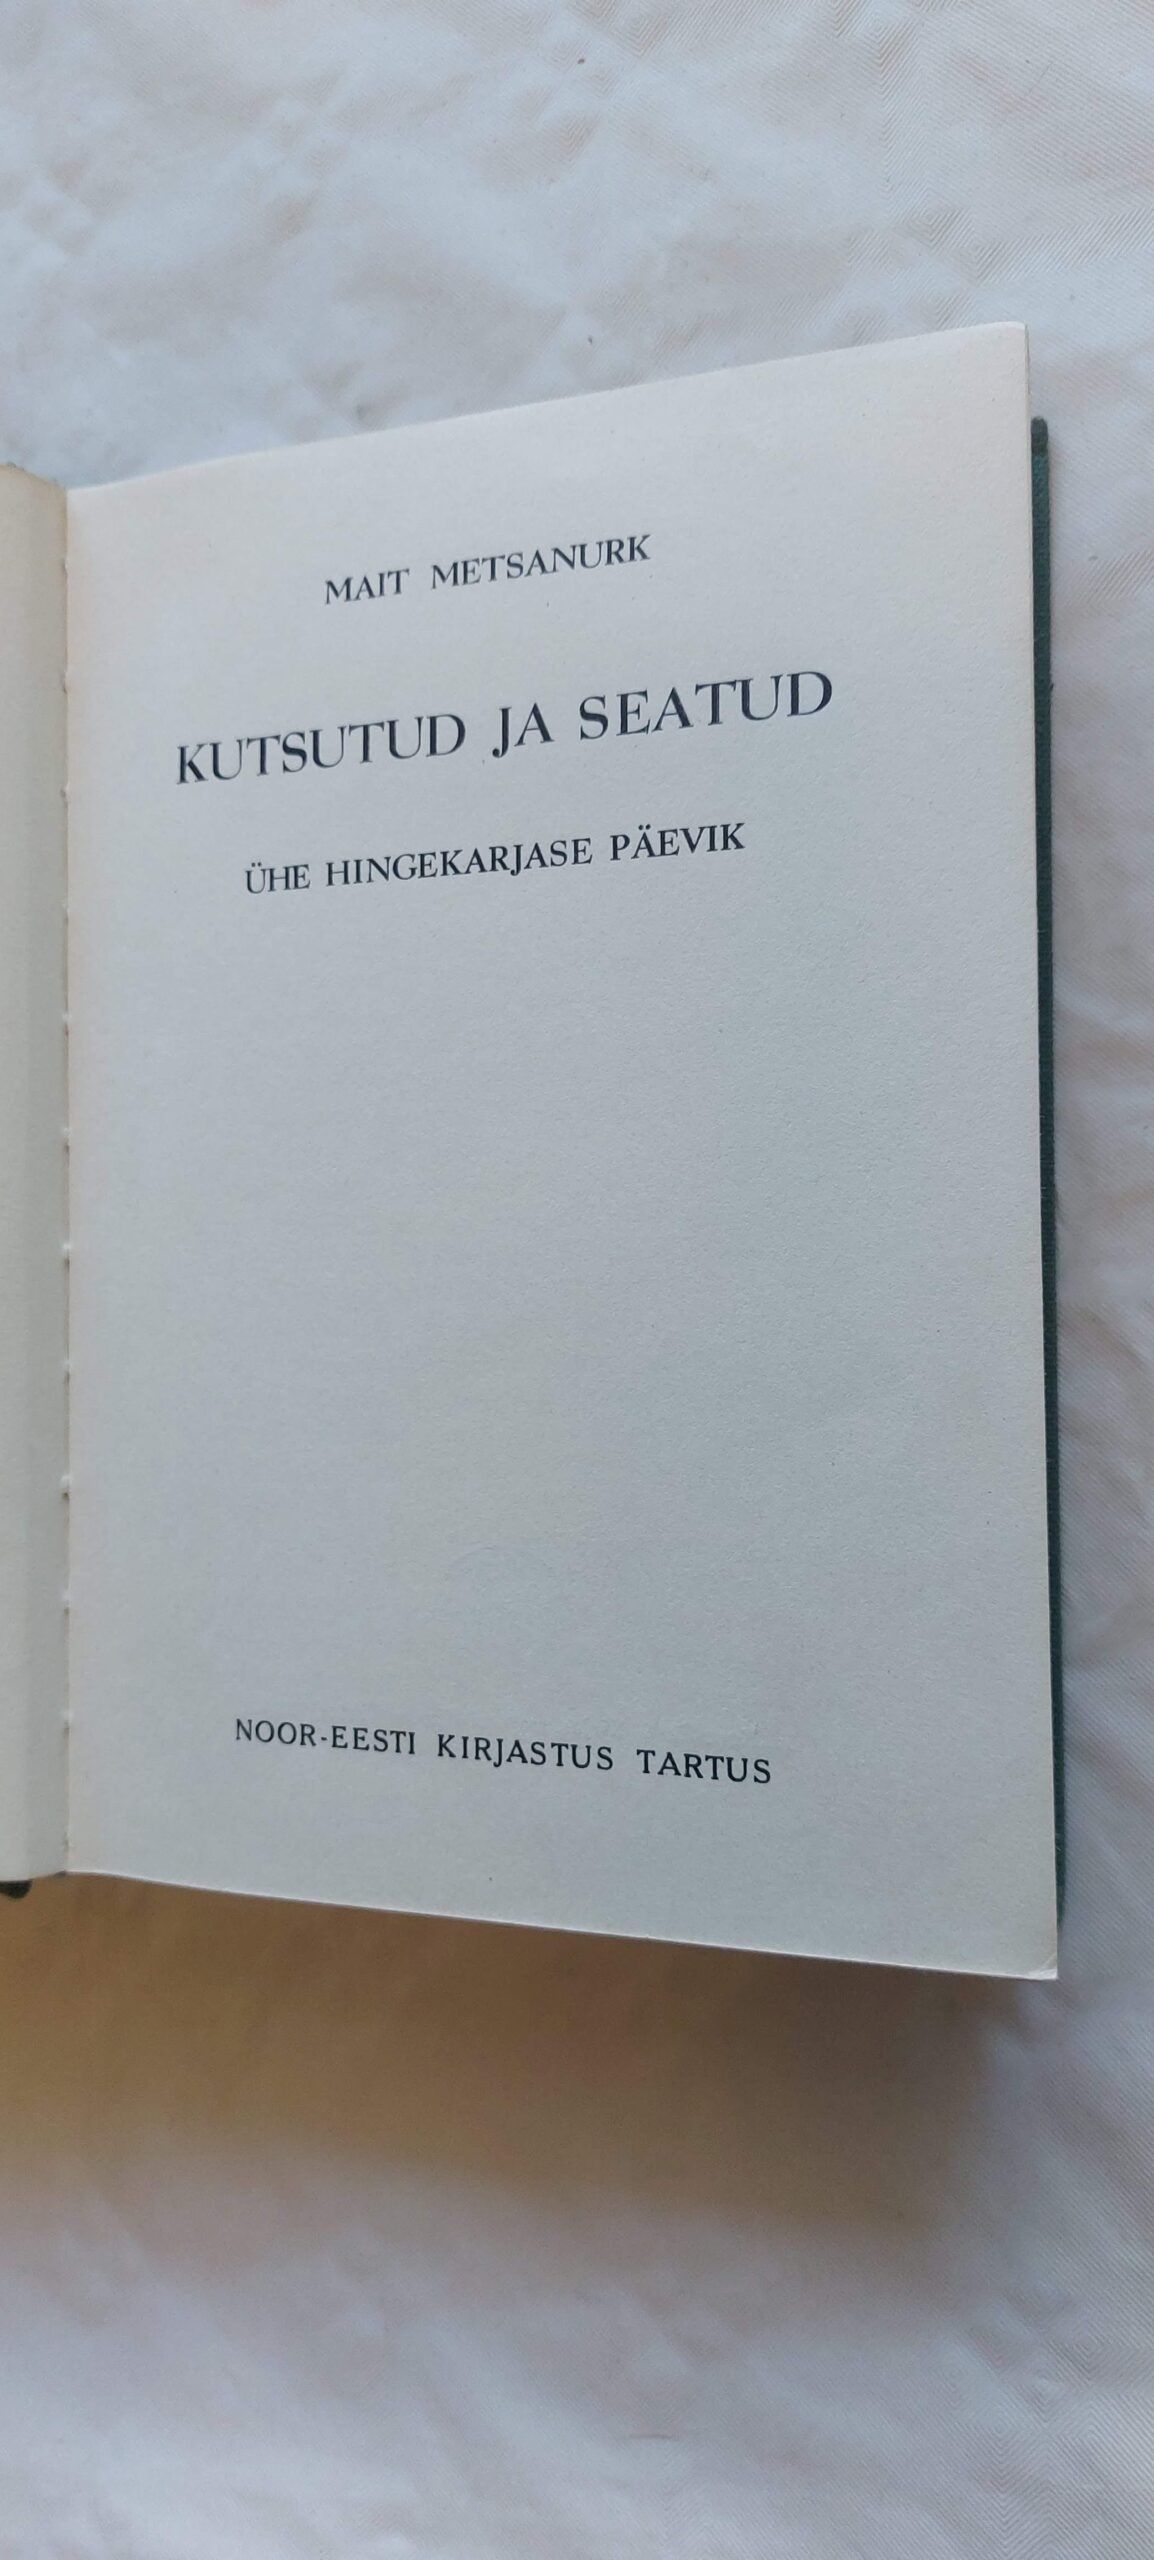 MAIT METSANURK
KUTSUTUD JA SEATUD
ÜHE HINGEKARJASE PÄEVIK
NOOR-EESTI KIRJASTUS TARTUS